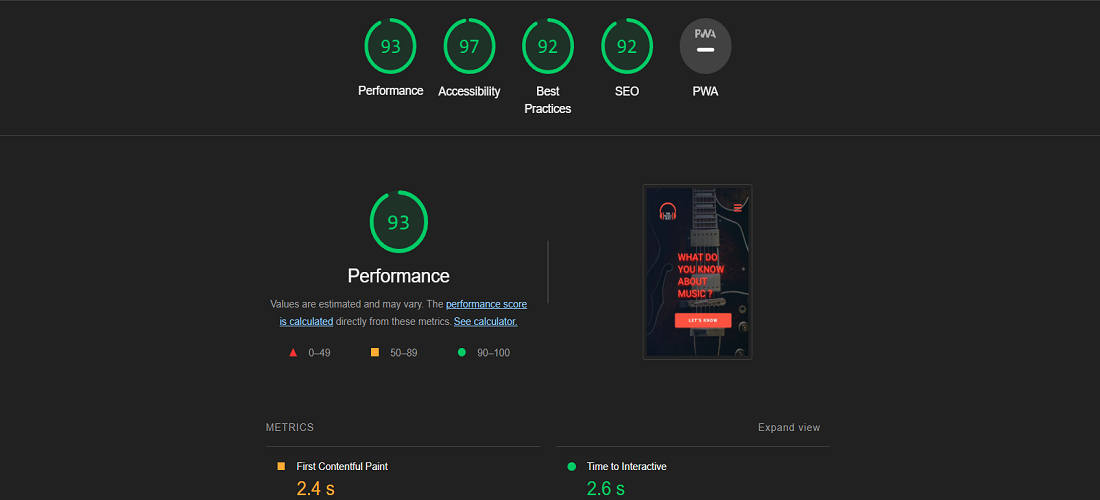 93
97
92
92
PWA
Performance
Accessibility
Best
Practices
SEO
PWA
93
Performance
Values are estimated and may vary. The performance score
is calculated directly from these metrics. See calculator.
0–49
50–89
90–100
WHAT DO
YOU KNOW
ABOUT
MUSIC ?
LET'S KNOW
METRICS
Expand view
First Contentful Paint
2.4 s
Time to Interactive
2.6 s